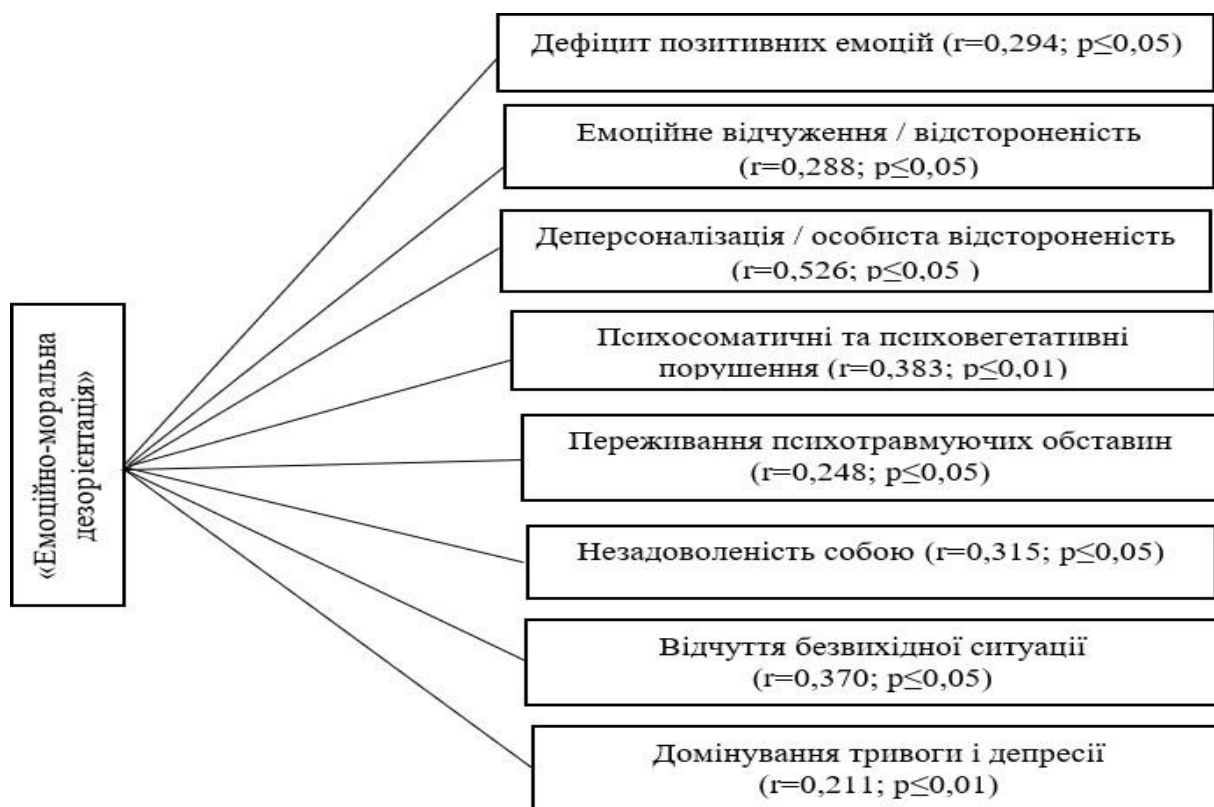 «Емоційно-моральна
дезорієнтація»
Дефіцит позитивних емоцій (r=0,294; p≤0,05)
Емоційне відчуження / відстороненість
(r=0,288; p≤0,05)
Деперсоналізація / особиста відстороненість
(r=0,526; p≤0,05 )
Психосоматичні та психовегетативні
порушення (r=0,383; p≤0,01)
Переживання психотравмуючих обставин
(r=0,248; p≤0,05)
Незадоволеність собою (r=0,315; p≤0,05)
Відчуття безвихідної ситуації
(r=0,370; p≤0,05)
Домінування тривоги і депресії
(r=0,211; p≤0,01)